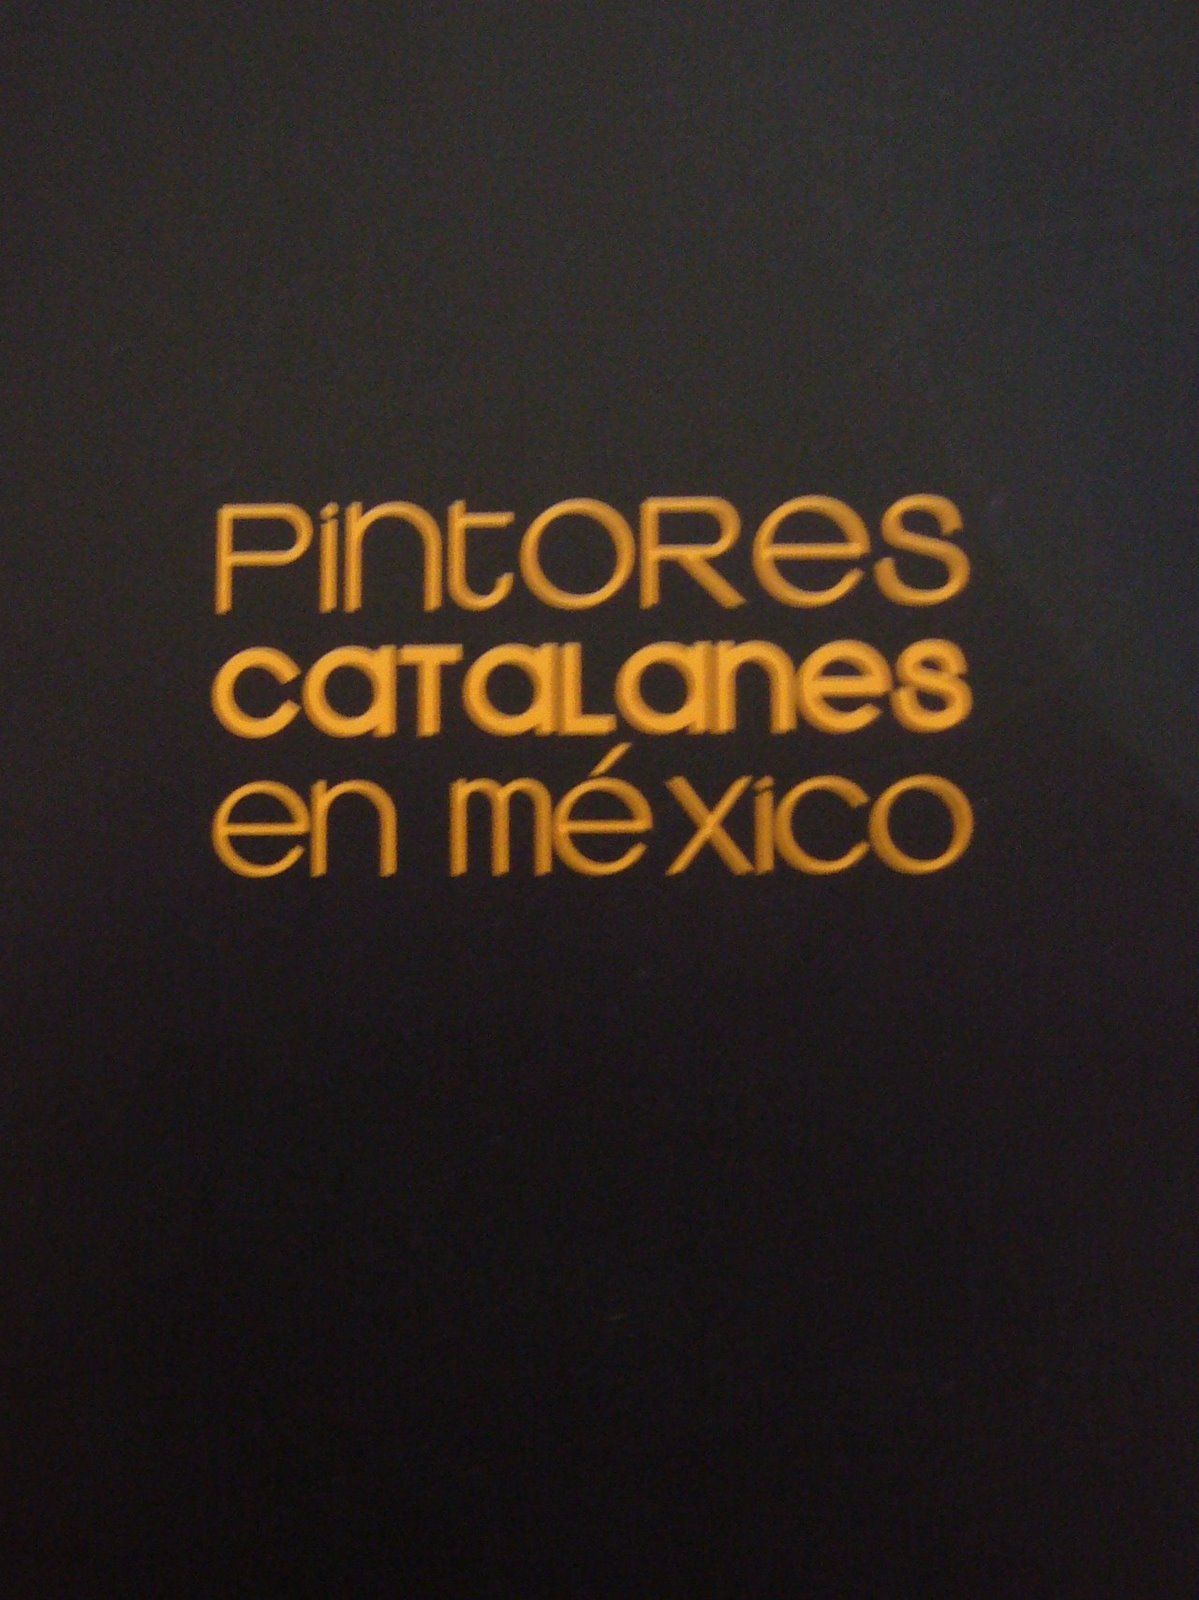 Pintores
catalanes
en méxico